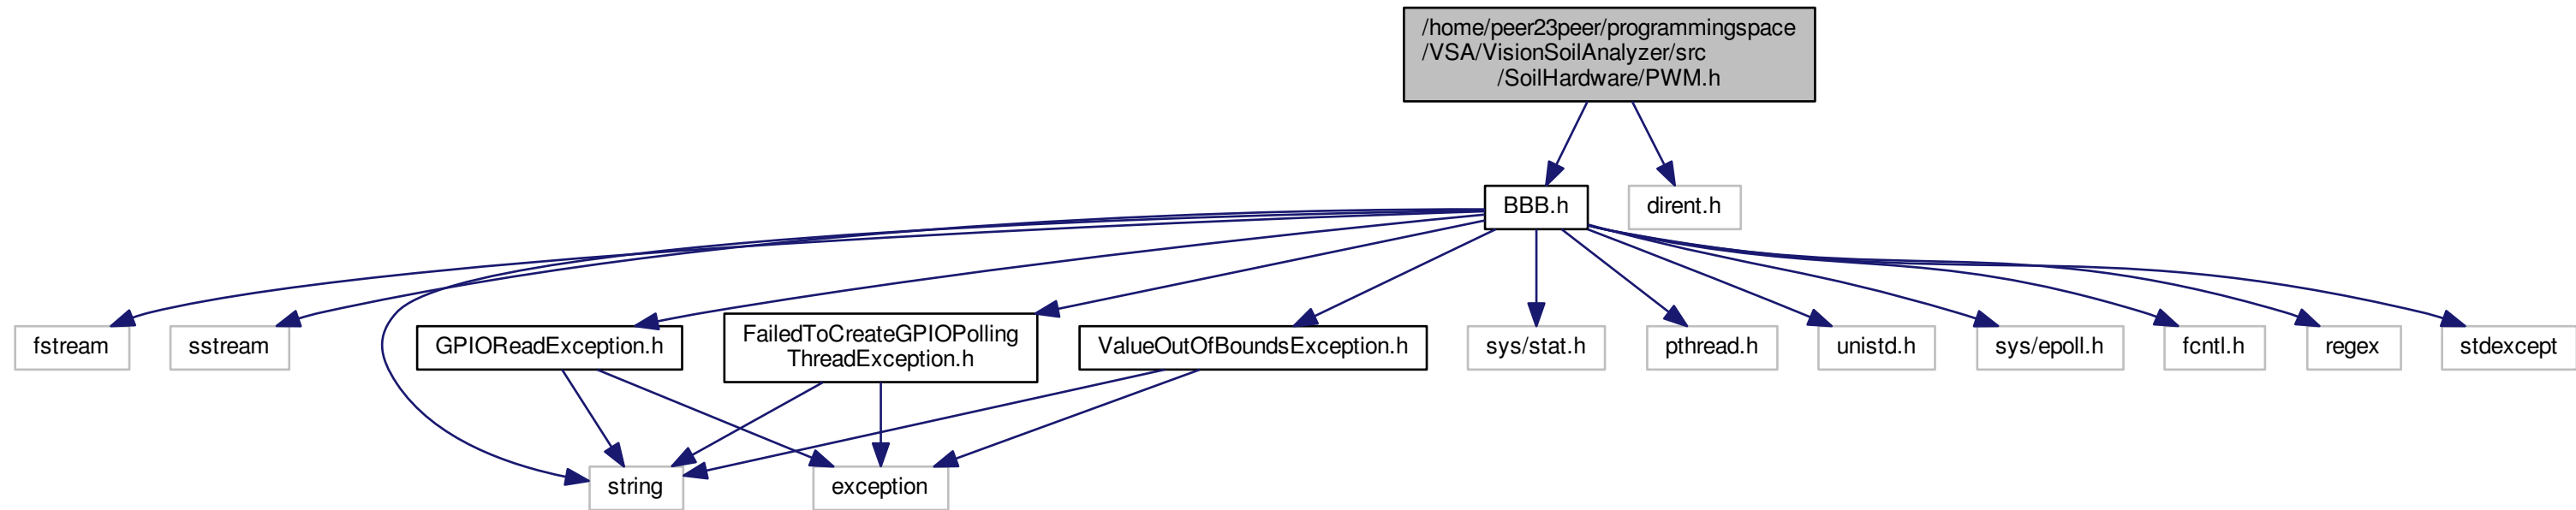 /home/peer23peer/programmingspace
/VSA/VisionSoilAnalyzer/src
/SoilHardware/PWM.h
BBB.h
dirent.h
fstream
sstream
GPIOReadException.h
FailedToCreateGPIOPolling
ThreadException.h
ValueOutOfBoundsException.h
sys/stat.h
pthread.h
unistd.h
sys/epoll.h
fcntl.h
regex
stdexcept
string
exception